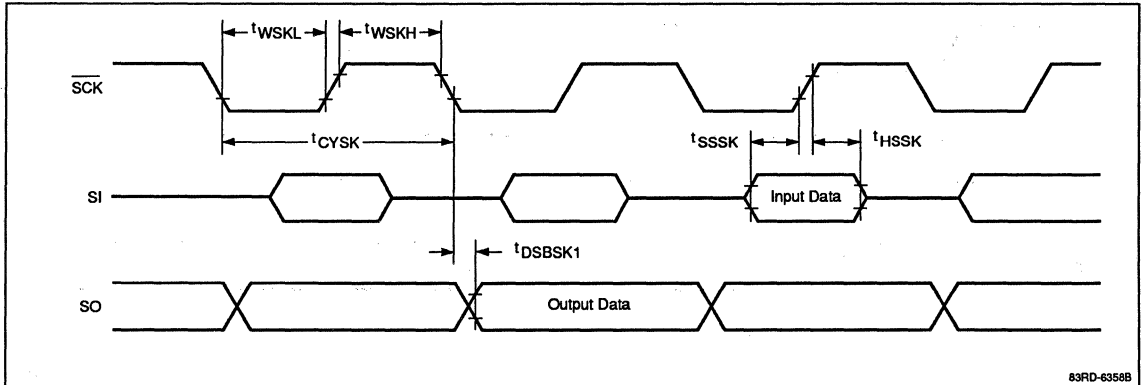 tWSKL
tWSKH
SCK
tCYSK
tSSSK
tHSSK
SI
Input Data
tDSBSK1
SO
Output Data
83RD-6358B